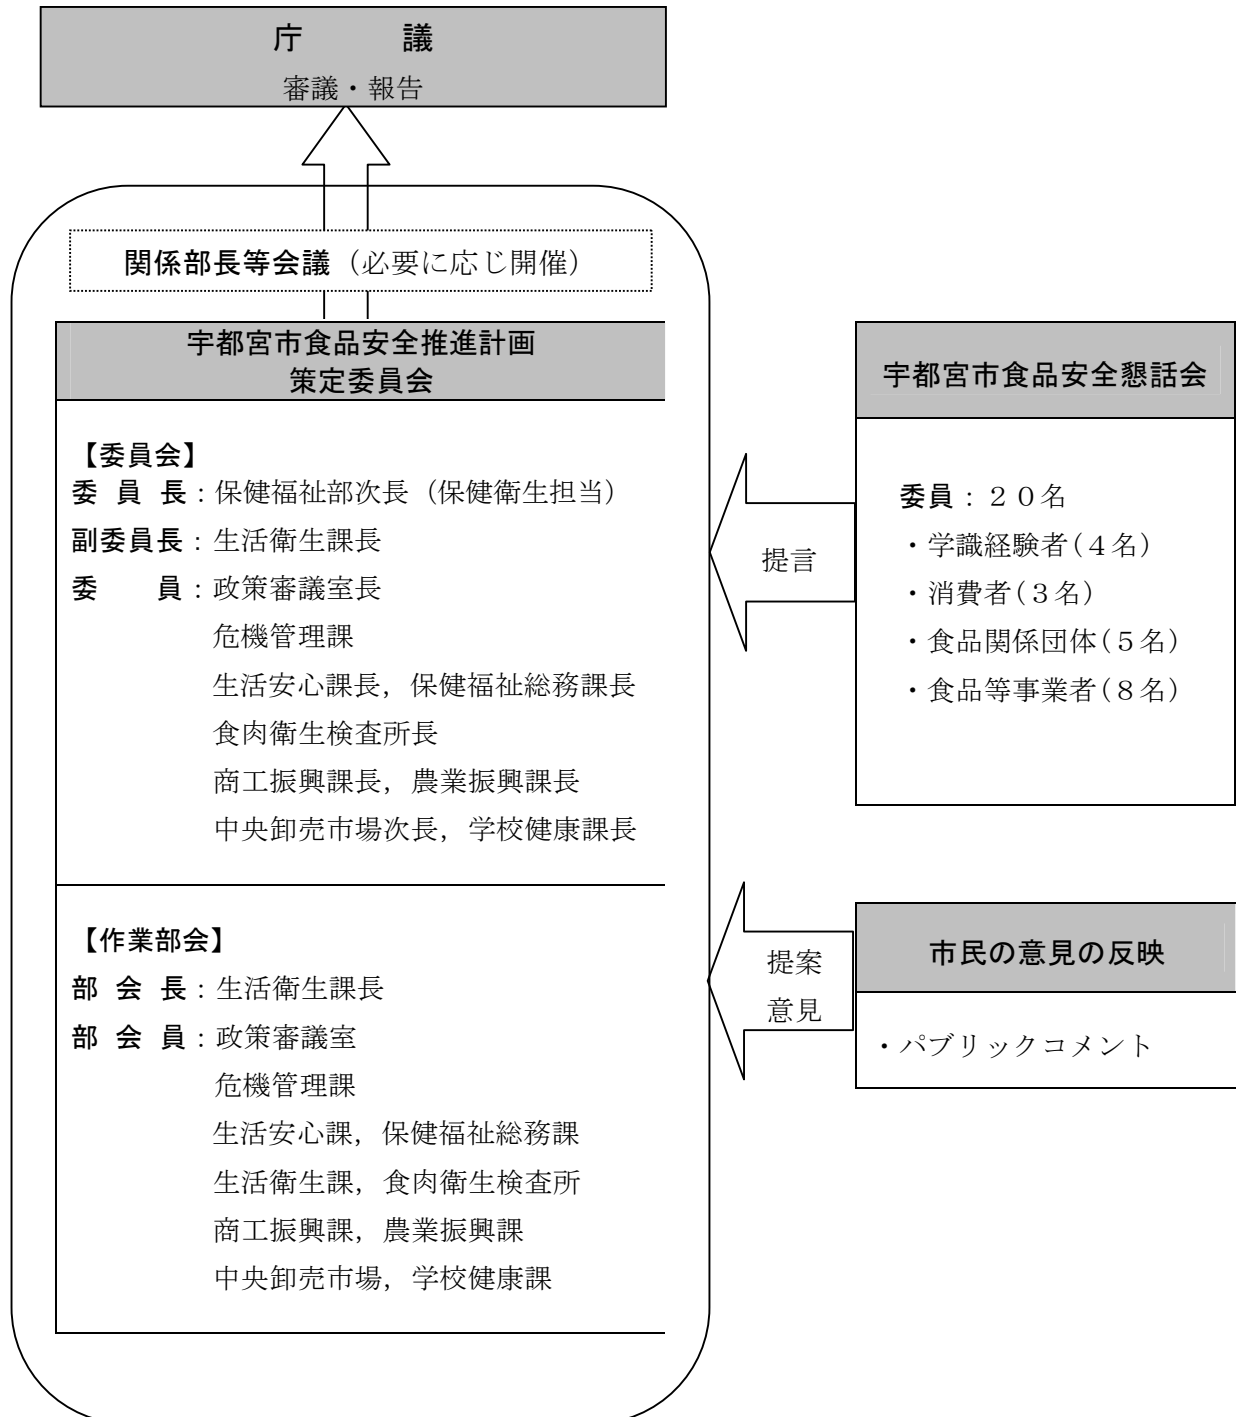 庁　　議
審議・報告
関係部長等会議（必要に応じ開催）
宇都宮市食品安全推進計画
策定委員会
【委員会】
委 員 長：保健福祉部次長（保健衛生担当）
副委員長：生活衛生課長
委　　員：政策審議室長
危機管理課
生活安心課長，保健福祉総務課長
食肉衛生検査所長
商工振興課長，農業振興課長
中央卸売市場次長，学校健康課長
【作業部会】
部 会 長：生活衛生課長
部 会 員：政策審議室
危機管理課
生活安心課，保健福祉総務課
生活衛生課，食肉衛生検査所
商工振興課，農業振興課
中央卸売市場，学校健康課
提言
宇都宮市食品安全懇話会
委員：２０名
・学識経験者(４名)
・消費者(３名)
・食品関係団体(５名)
・食品等事業者(８名)
提案
意見
市民の意見の反映
・パブリックコメント